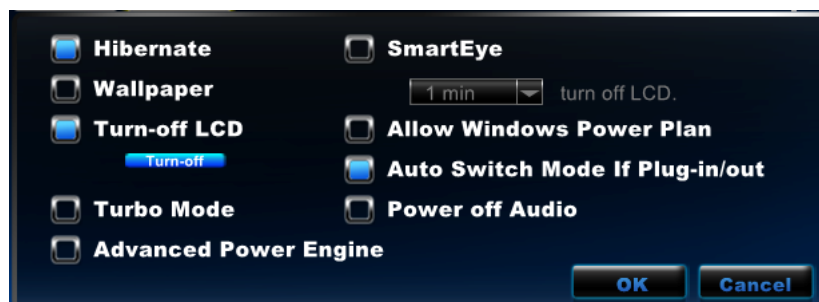 Hibernate SmartEye
Wallpaper 1 min turn off LCD.
Turn-off LCD Allow Windows Power Plan
Turn-off
Auto Switch Mode If Plug-in/out
Turbo Mode Power off Audio
Advanced Power Engine
OK Cancel